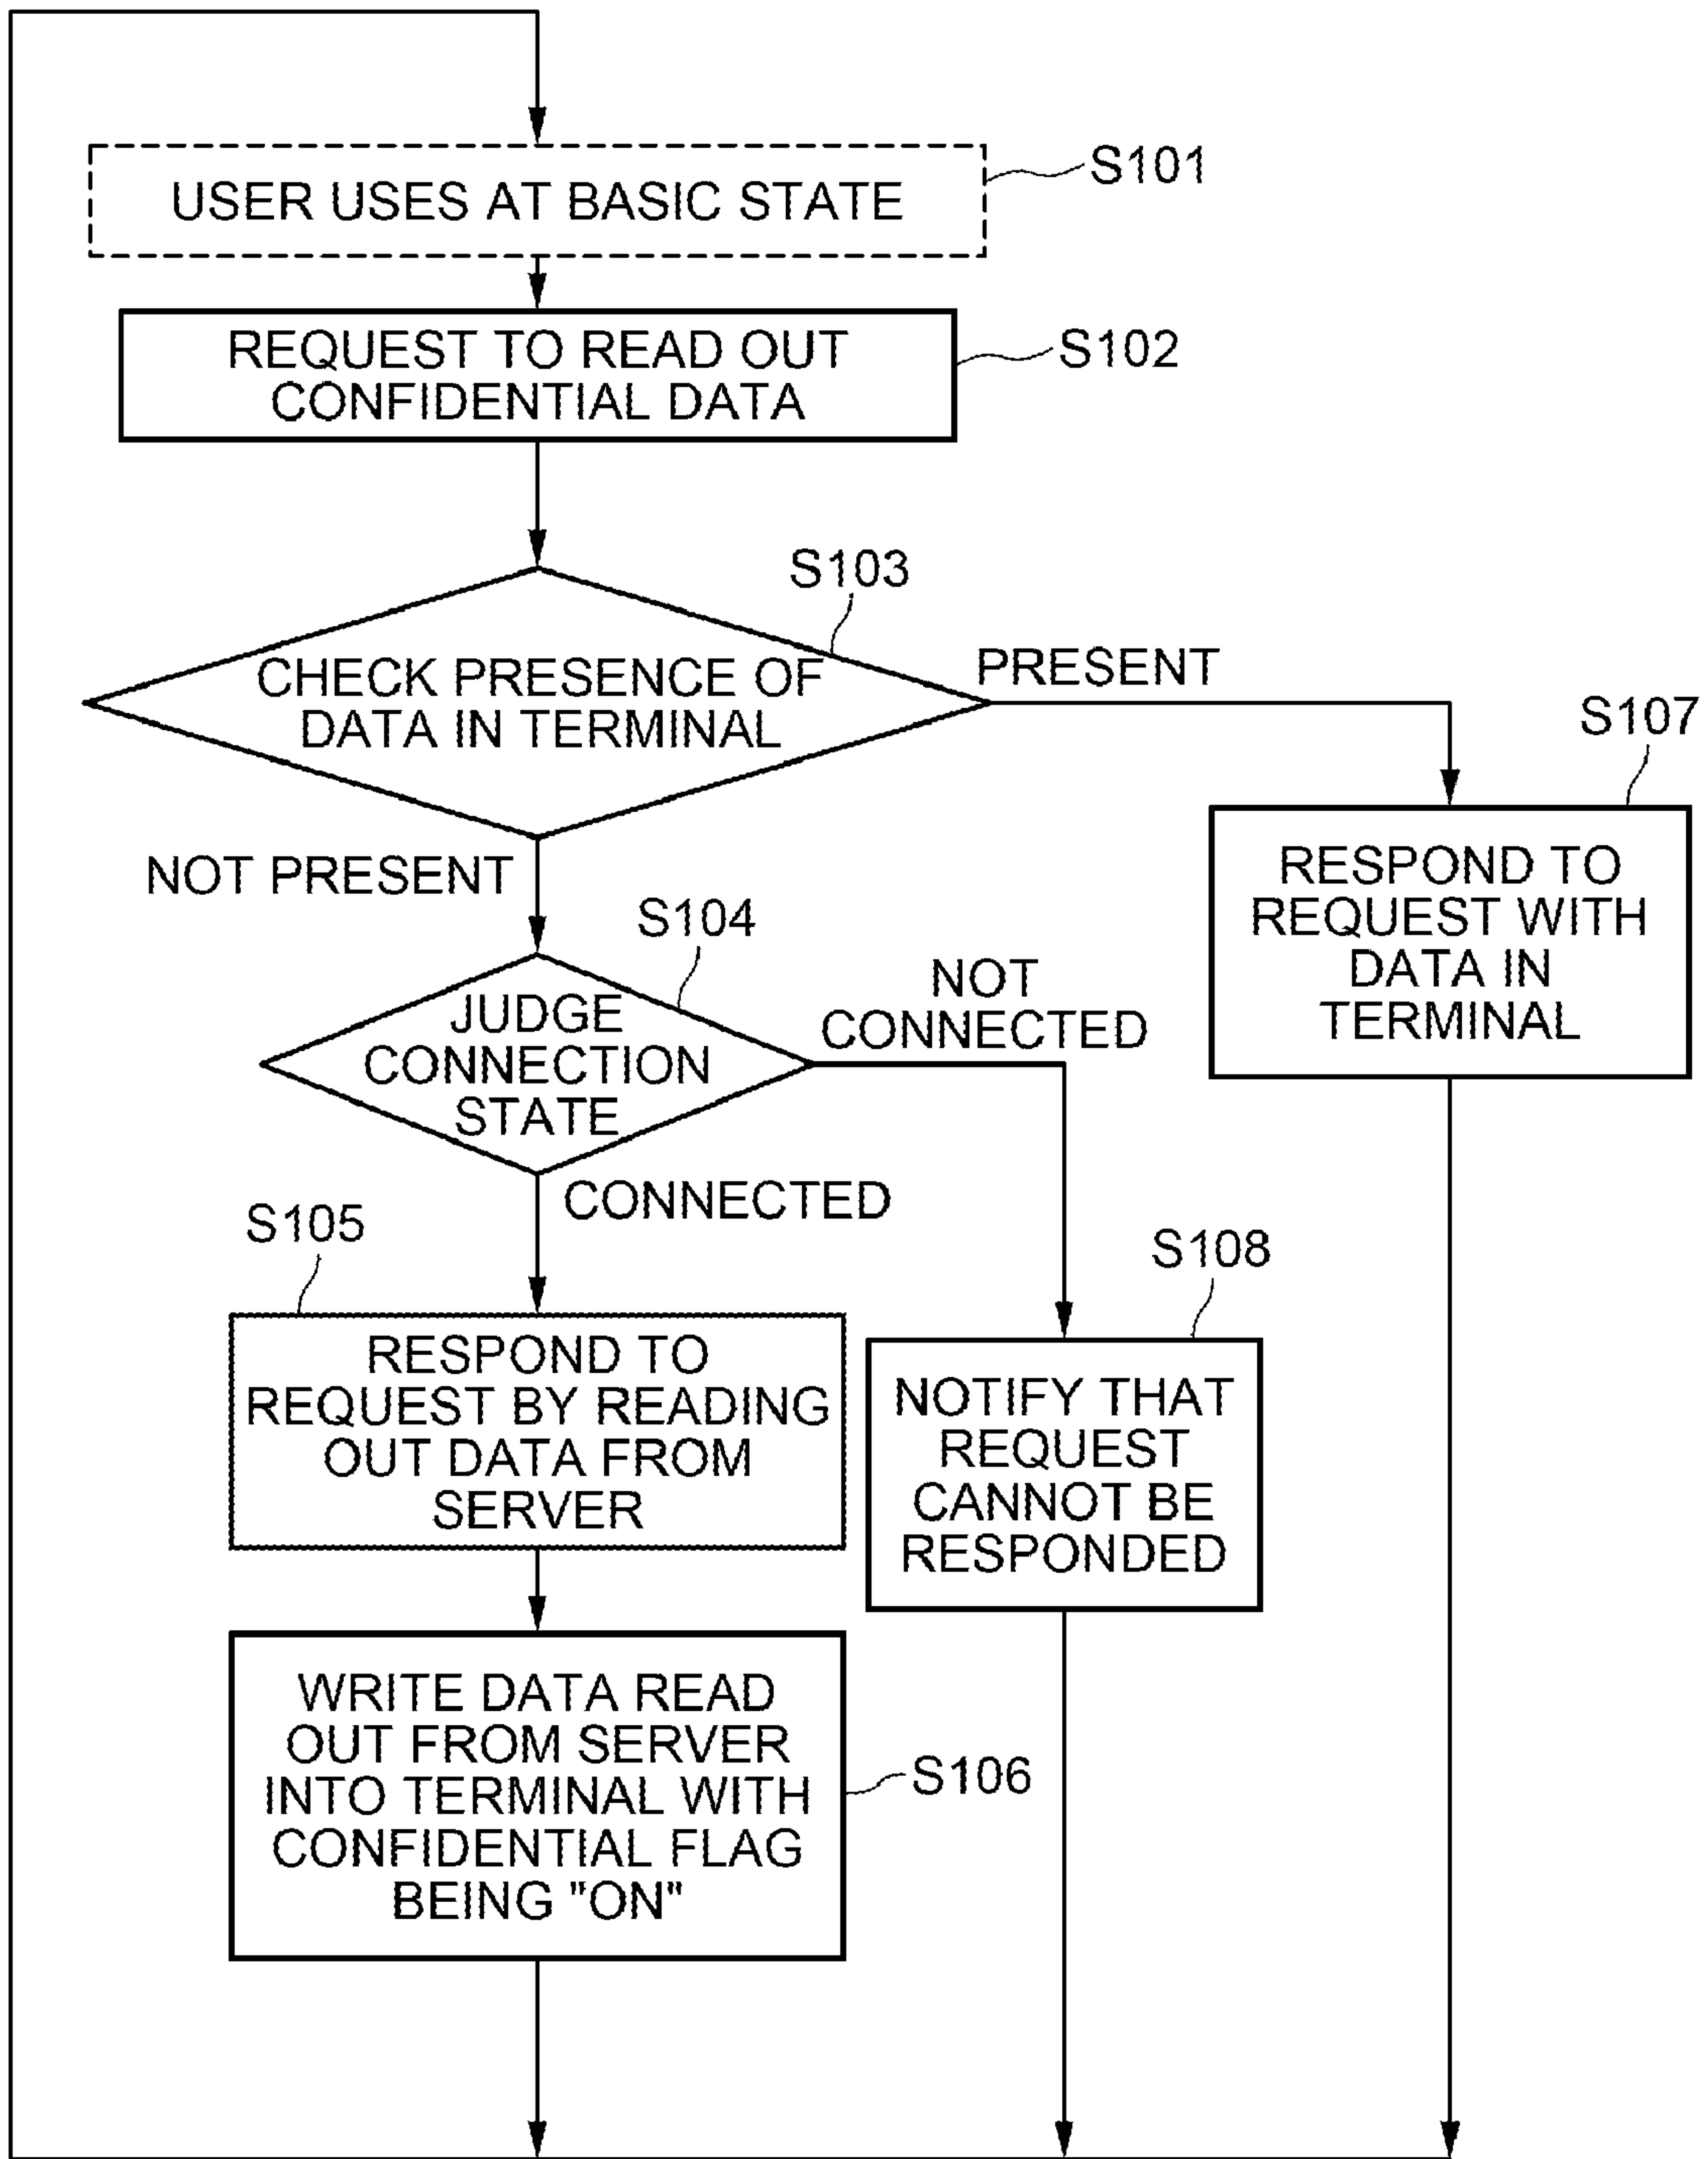 USER USES AT BASIC STATE
S101
REQUEST TO READ OUT
CONFIDENTIAL DATA
S102
S103
CHECK PRESENCE OF
DATA IN TERMINAL
PRESENT
NOT PRESENT
S107
RESPOND TO
REQUEST WITH
DATA IN
TERMINAL
S104
JUDGE
CONNECTION
STATE
NOT
CONNECTED
CONNECTED
S105
RESPOND TO
REQUEST BY READING
OUT DATA FROM
SERVER
S108
NOTIFY THAT
REQUEST
CANNOT BE
RESPONDED
WRITE DATA READ
OUT FROM SERVER
INTO TERMINAL WITH
CONFIDENTIAL FLAG
BEING "ON"
S106